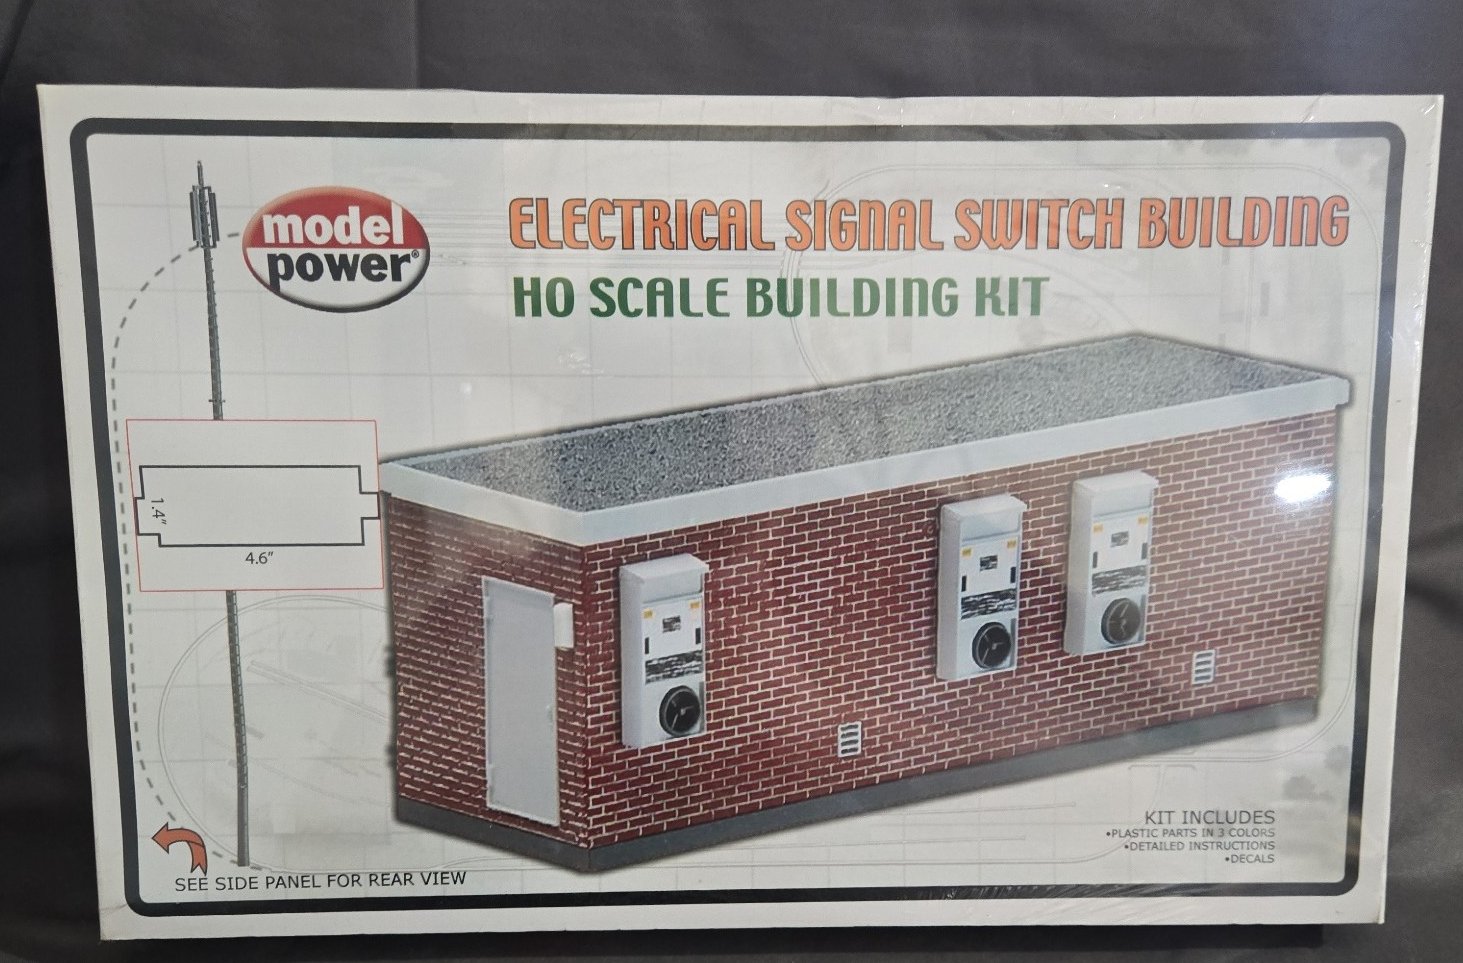 model
power®
ELECTRICAL SIGNAL SWITCH BUILDING
HO SCALE BUILDING KIT
1.4"
4.6"
KIT INCLUDES
•PLASTIC PARTS IN 3 COLORS
•DETAILED INSTRUCTIONS
•DECALS
SEE SIDE PANEL FOR REAR VIEW